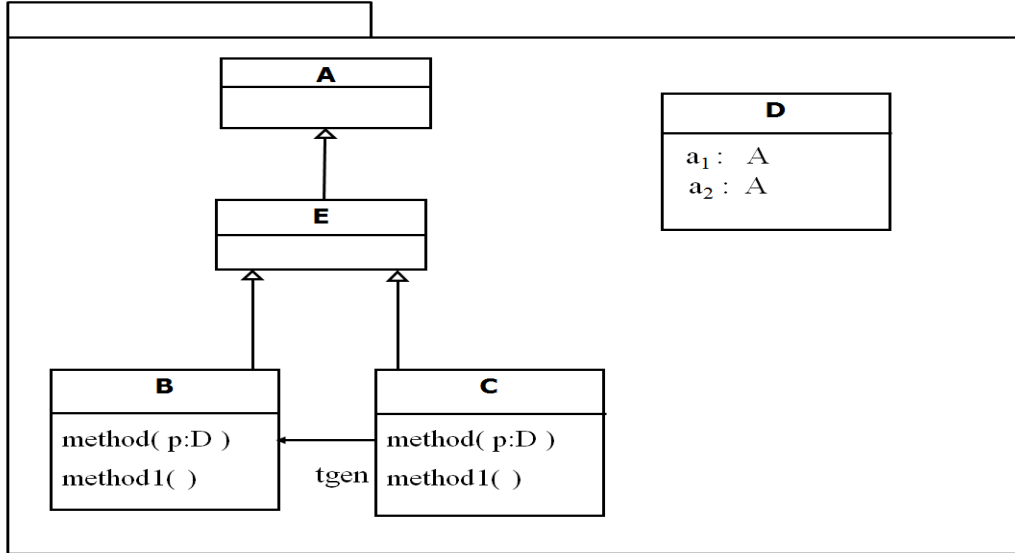 A
D
a₁ : A
a₂ : A
E
B
C
method( p:D )
method1( )
tgen
method( p:D )
method1( )